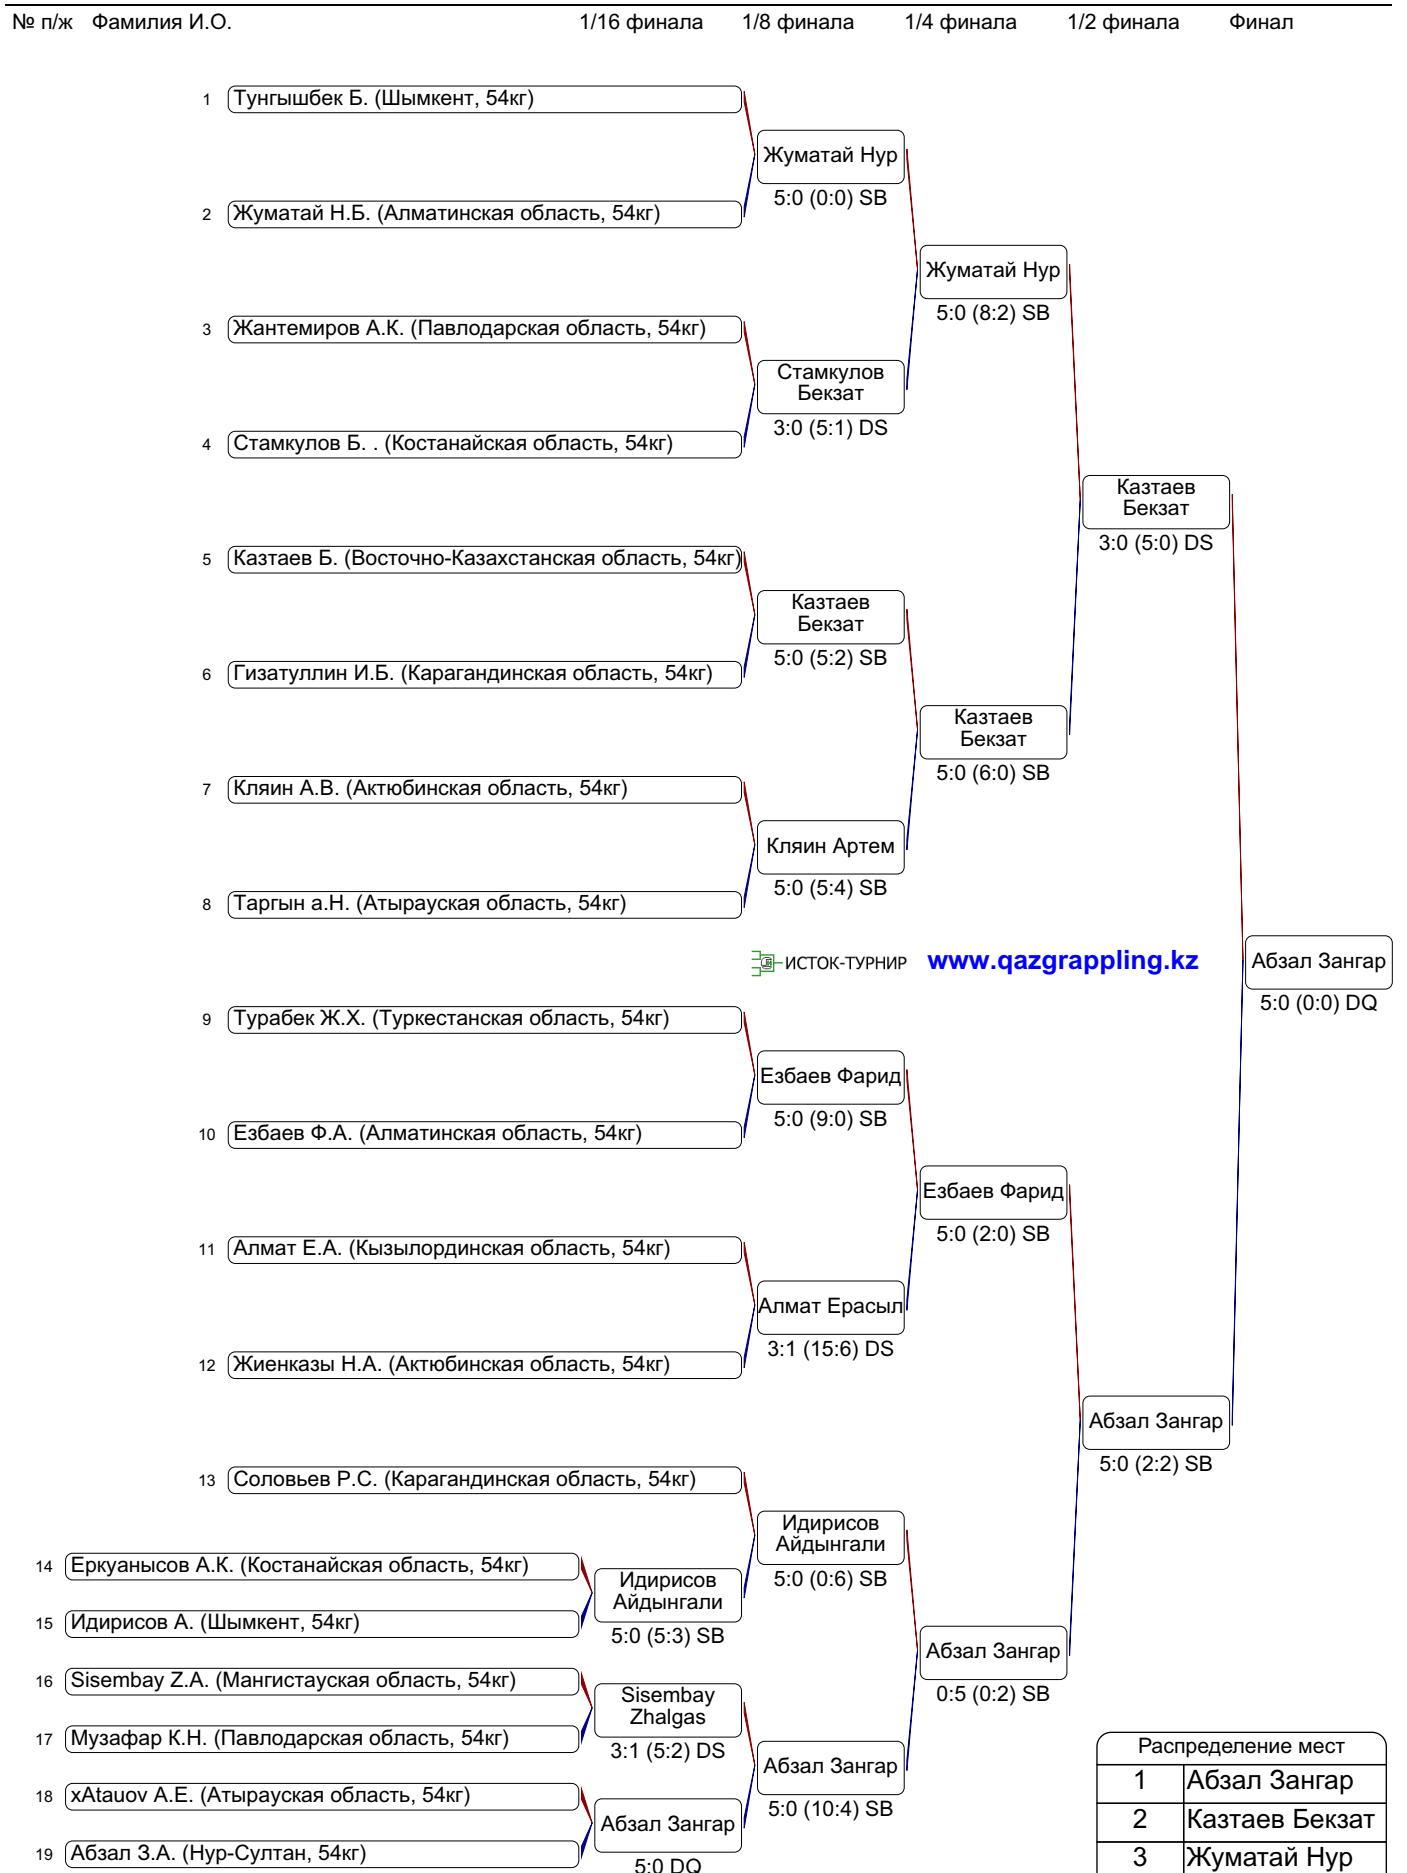 № п/ж Фамилия И.О. 1/16 финала 1/8 финала 1/4 финала 1/2 финала Финал
1 Тунгышбек Б. (Шымкент, 54кг)
Жуматай Нур
5:0 (0:0) SB
2 Жуматай Н.Б. (Алматинская область, 54кг)
Жуматай Нур
5:0 (8:2) SB
3 Жантемиров А.К. (Павлодарская область, 54кг)
Стамкулов
Бекзат
3:0 (5:1) DS
4 Стамкулов Б. . (Костанайская область, 54кг)
Казтаев
Бекзат
3:0 (5:0) DS
5 Казтаев Б. (Восточно-Казахстанская область, 54кг)
Казтаев
Бекзат
5:0 (5:2) SB
6 Гизатуллин И.Б. (Карагандинская область, 54кг)
Казтаев
Бекзат
5:0 (6:0) SB
7 Кляин А.В. (Актюбинская область, 54кг)
Кляин Артем
5:0 (5:4) SB
8 Таргын а.Н. (Атырауская область, 54кг)
ИСТОК-ТУРНИР www.qazgrappling.kz
Абзал Зангар
5:0 (0:0) DQ
9 Турабек Ж.Х. (Туркестанская область, 54кг)
Езбаев Фарид
5:0 (9:0) SB
10 Езбаев Ф.А. (Алматинская область, 54кг)
Езбаев Фарид
5:0 (2:0) SB
11 Алмат Е.А. (Кызылординская область, 54кг)
Алмат Ерасыл
3:1 (15:6) DS
12 Жиенказы Н.А. (Актюбинская область, 54кг)
Абзал Зангар
5:0 (2:2) SB
13 Соловьев Р.С. (Карагандинская область, 54кг)
Идирисов
Айдынгали
5:0 (0:6) SB
14 Еркуанысов А.К. (Костанайская область, 54кг)
Идирисов
Айдынгали
5:0 (5:3) SB
15 Идирисов А. (Шымкент, 54кг)
Абзал Зангар
0:5 (0:2) SB
16 Sisembay Z.A. (Мангистауская область, 54кг)
Sisembay
Zhalgas
3:1 (5:2) DS
17 Музафар К.Н. (Павлодарская область, 54кг)
Абзал Зангар
5:0 (10:4) SB
18 xAtauov A.E. (Атырауская область, 54кг)
Абзал Зангар
5:0 DQ
19 Абзал З.А. (Нур-Султан, 54кг)
Распределение мест
1 Абзал Зангар
2 Казтаев Бекзат
3 Жуматай Нур